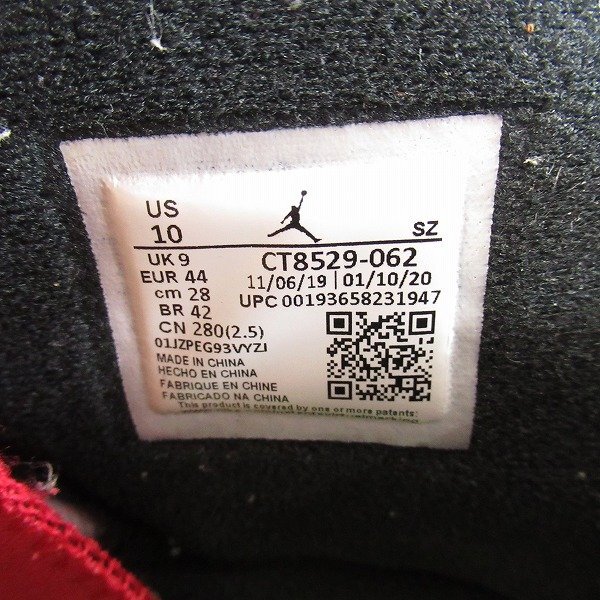 US
10
SZ
UK 9
CT8529-062
EUR 44
11/06/19 | 01/10/20
cm 28
UPC 00193658231947
BR 42
CN 280(2.5)
01JZPEG93VYZJ
MADE IN CHINA
HECHO EN CHINA
FABRIQUE EN CHINE
FABRICADO NA CHINA
This product is covered by one or more patents: